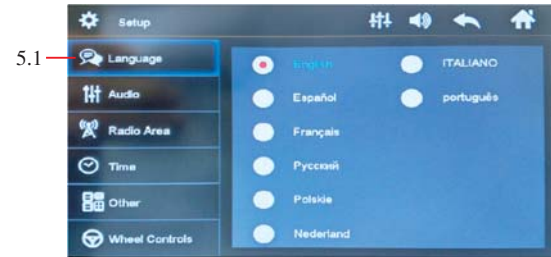 Setup
5.1
Language
Audio
Radio Area
Time
Other
Wheel Controls
English
Español
Français
Русский
Polskie
Nederland
ITALIANO
português